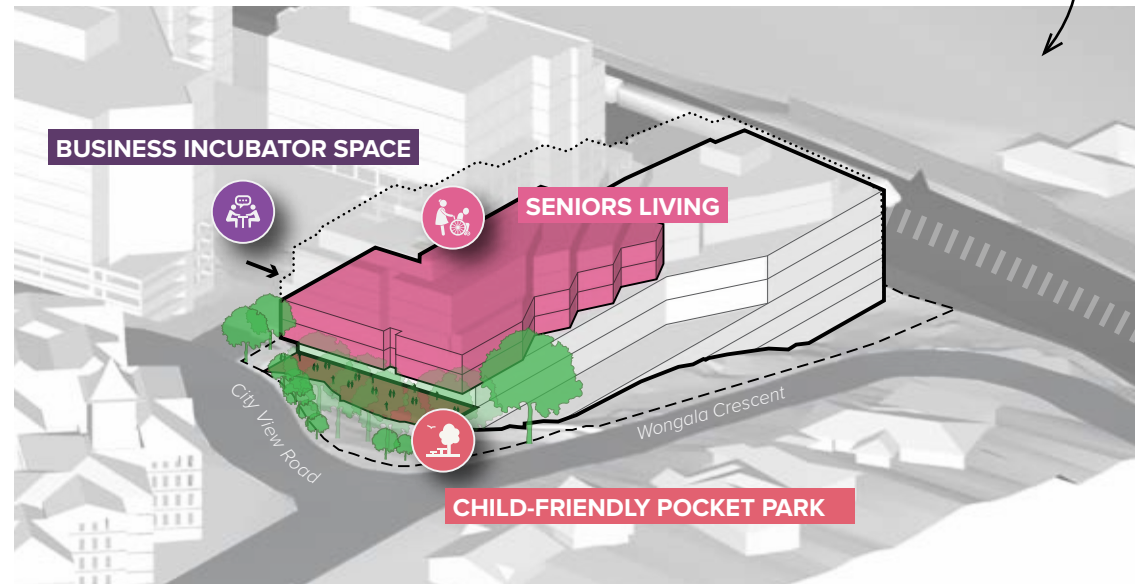 BUSINESS INCUBATOR SPACE
SENIORS LIVING
City View Road
Wongala Crescent
CHILD-FRIENDLY POCKET PARK